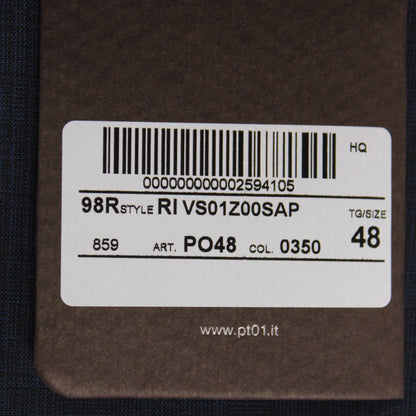 HQ
000000000002594105
98R STYLE RI VS01Z00SAP
TG/SIZE
48
859 ART. PO48 COL. 0350
www.pt01.it